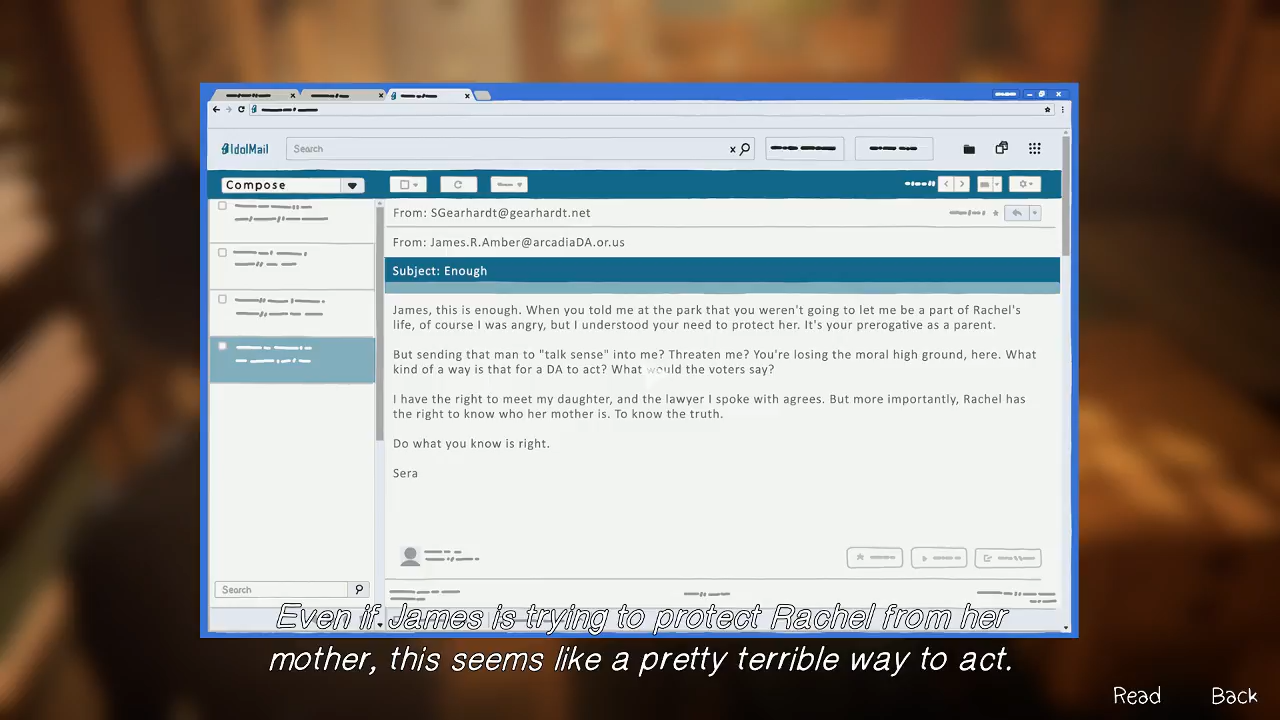 IdolMail
Search
Compose
From: SGearhardt@gearhardt.net
From: James.R.Amber@arcadiaDA.or.us
Subject: Enough
James, this is enough. When you told me at the park that you weren't going to let me be a part of Rachel's
life, of course I was angry, but I understood your need to protect her. It's your prerogative as a parent.
But sending that man to "talk sense" into me? Threaten me? You're losing the moral high ground, here. What
kind of a way is that for a DA to act? What would the voters say?
I have the right to meet my daughter, and the lawyer I spoke with agrees. But more importantly, Rachel has
the right to know who her mother is. To know the truth.
Do what you know is right.
Sera
Search
Even if James is trying to protect Rachel from her
mother, this seems like a pretty terrible way to act.
Read Back